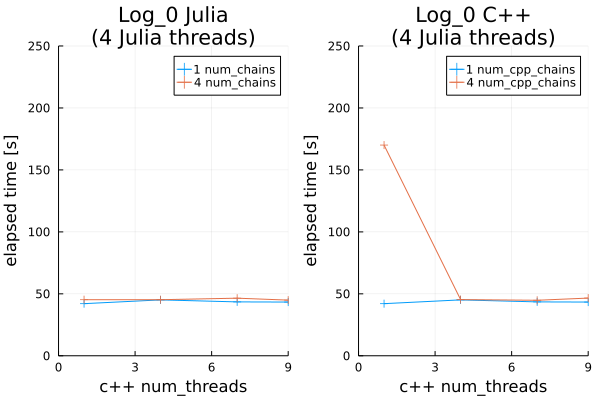 Log_0 Julia
(4 Julia threads)
250
200
150
100
50
0
elapsed time [s]
1 num_chains
4 num_chains
0
3
6
9
c++ num_threads
Log_0 C++
(4 Julia threads)
250
200
150
100
50
0
elapsed time [s]
1 num_cpp_chains
4 num_cpp_chains
0
3
6
9
c++ num_threads